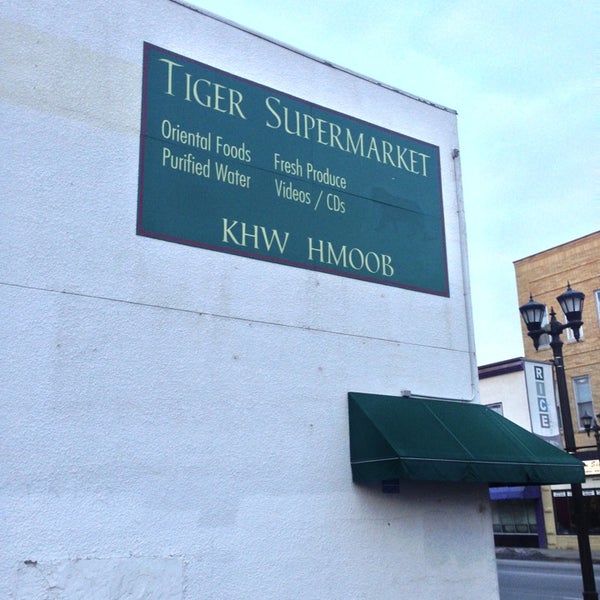 TIGER SUPERMARKET
Oriental Foods
Purified Water
Fresh Produce
Videos / CDs
KHW HMOOB
RICE